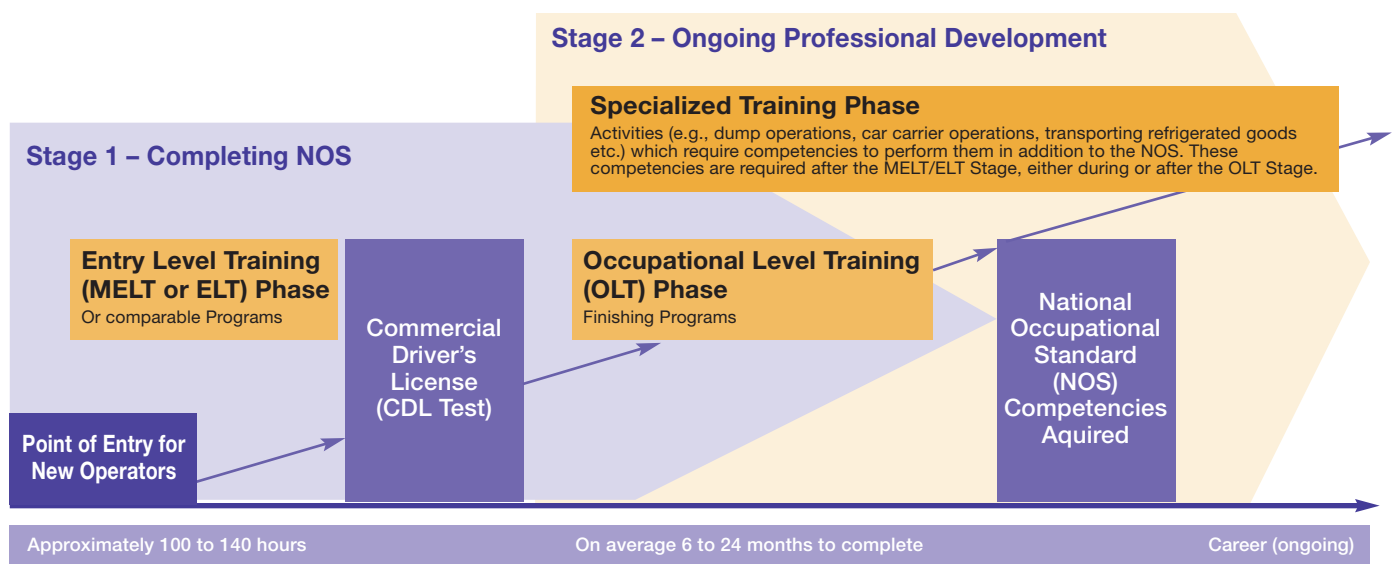 Stage 2 – Ongoing Professional Development
Specialized Training Phase
Activities (e.g., dump operations, car carrier operations, transporting refrigerated goods
etc.) which require competencies to perform them in addition to the NOS. These
competencies are required after the MELT/ELT Stage, either during or after the OLT Stage.
Stage 1 – Completing NOS
Entry Level Training
(MELT or ELT) Phase
Or comparable Programs
Commercial
Driver’s
License
(CDL Test)
Occupational Level Training
(OLT) Phase
Finishing Programs
National
Occupational
Standard
(NOS)
Competencies
Aquired
Point of Entry for
New Operators
Approximately 100 to 140 hours
On average 6 to 24 months to complete
Career (ongoing)